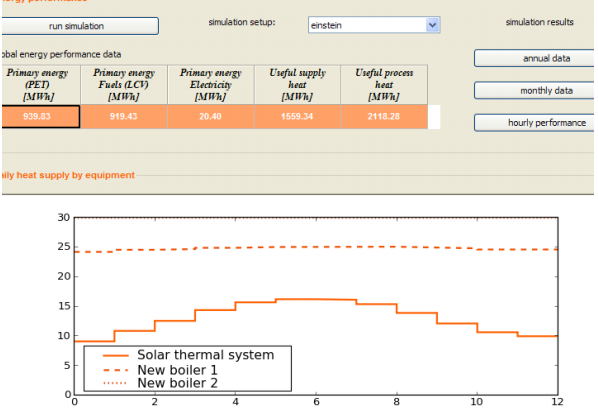 energy performance
run simulation simulation setup: einstein simulation results
obal energy performance data
annual data
Primary energy Primary energy Primary energy Useful supply Useful process
(PET) Fuels (LCV) Electricity heat heat
[MWh] [MWh] [MWh] [MWh] [MWh]
monthly data
939.83 919.43 20.40 1559.34 2118.28
hourly performance
aily heat supply by equipment
30
25
20
15
10
5
0
Solar thermal system
New boiler 1
New boiler 2
0 2 4 6 8 10 12